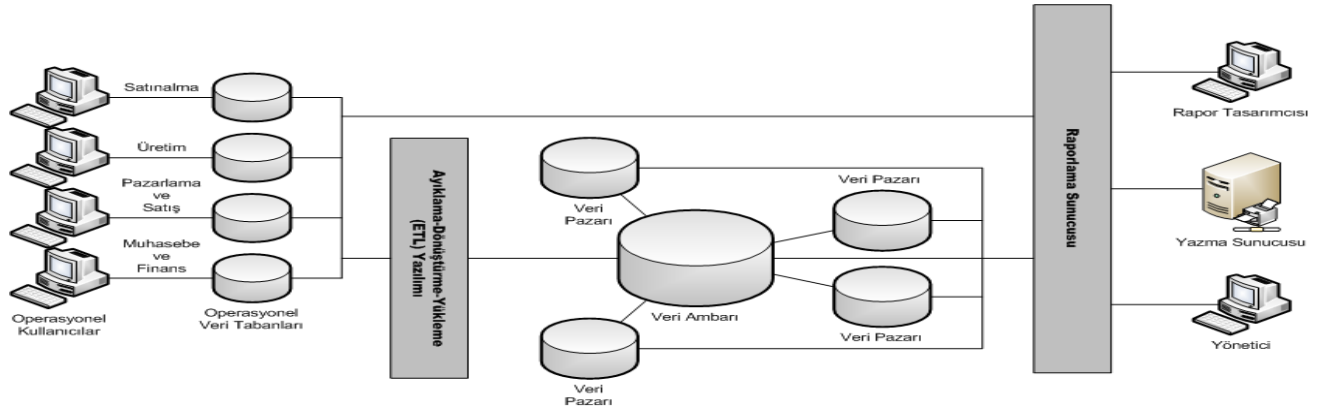 Satınalma
Üretim
Pazarlama
ve
Satış
Muhasebe
ve
Finans
Operasyonel
Kullanıcılar
Operasyonel
Veri Tabanları
Ayıklama-Dönüştürme-Yükleme
(ETL) Yazılımı
Veri
Pazarı
Veri Pazarı
Veri Ambarı
Veri Pazarı
Veri
Pazarı
Raporlama Sunucusu
Rapor Tasarımcısı
Yazma Sunucusu
Yönetici